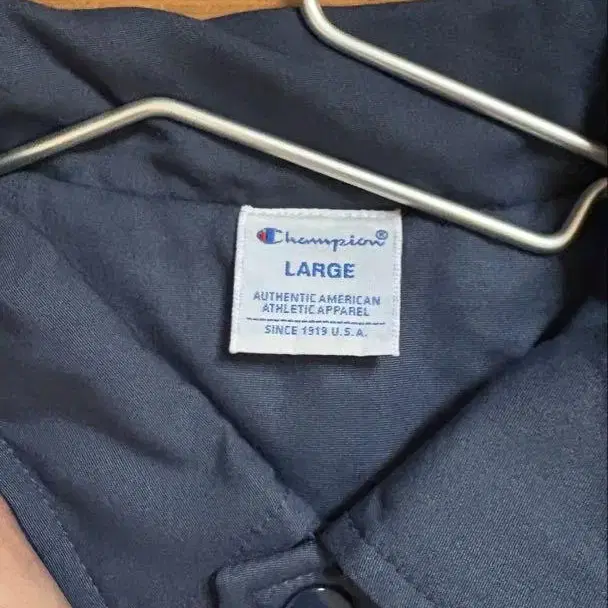 Champion®
LARGE
AUTHENTIC AMERICAN
ATHLETIC APPAREL
SINCE 1919 U.S.A.